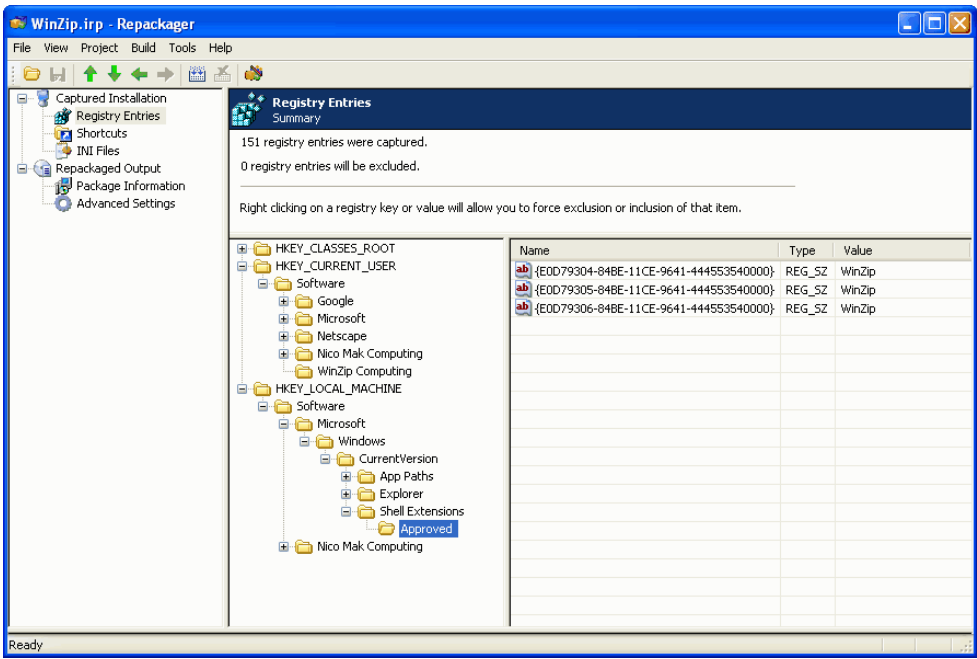 WinZip.irp - Repackager
File View Project Build Tools Help
Captured Installation
Registry Entries
Shortcuts
INI Files
Repackaged Output
Package Information
Advanced Settings
Registry Entries
Summary
151 registry entries were captured.
0 registry entries will be excluded.
Right clicking on a registry key or value will allow you to force exclusion or inclusion of that item.
HKEY_CLASSES_ROOT
HKEY_CURRENT_USER
Software
Google
Microsoft
Netscape
Nico Mak Computing
WinZip Computing
HKEY_LOCAL_MACHINE
Software
Microsoft
Windows
CurrentVersion
App Paths
Explorer
Shell Extensions
Approved
Nico Mak Computing
Name Type Value
ab {E0D79304-84BE-11CE-9641-444553540000} REG_SZ WinZip
ab {E0D79305-84BE-11CE-9641-444553540000} REG_SZ WinZip
ab {E0D79306-84BE-11CE-9641-444553540000} REG_SZ WinZip
Ready